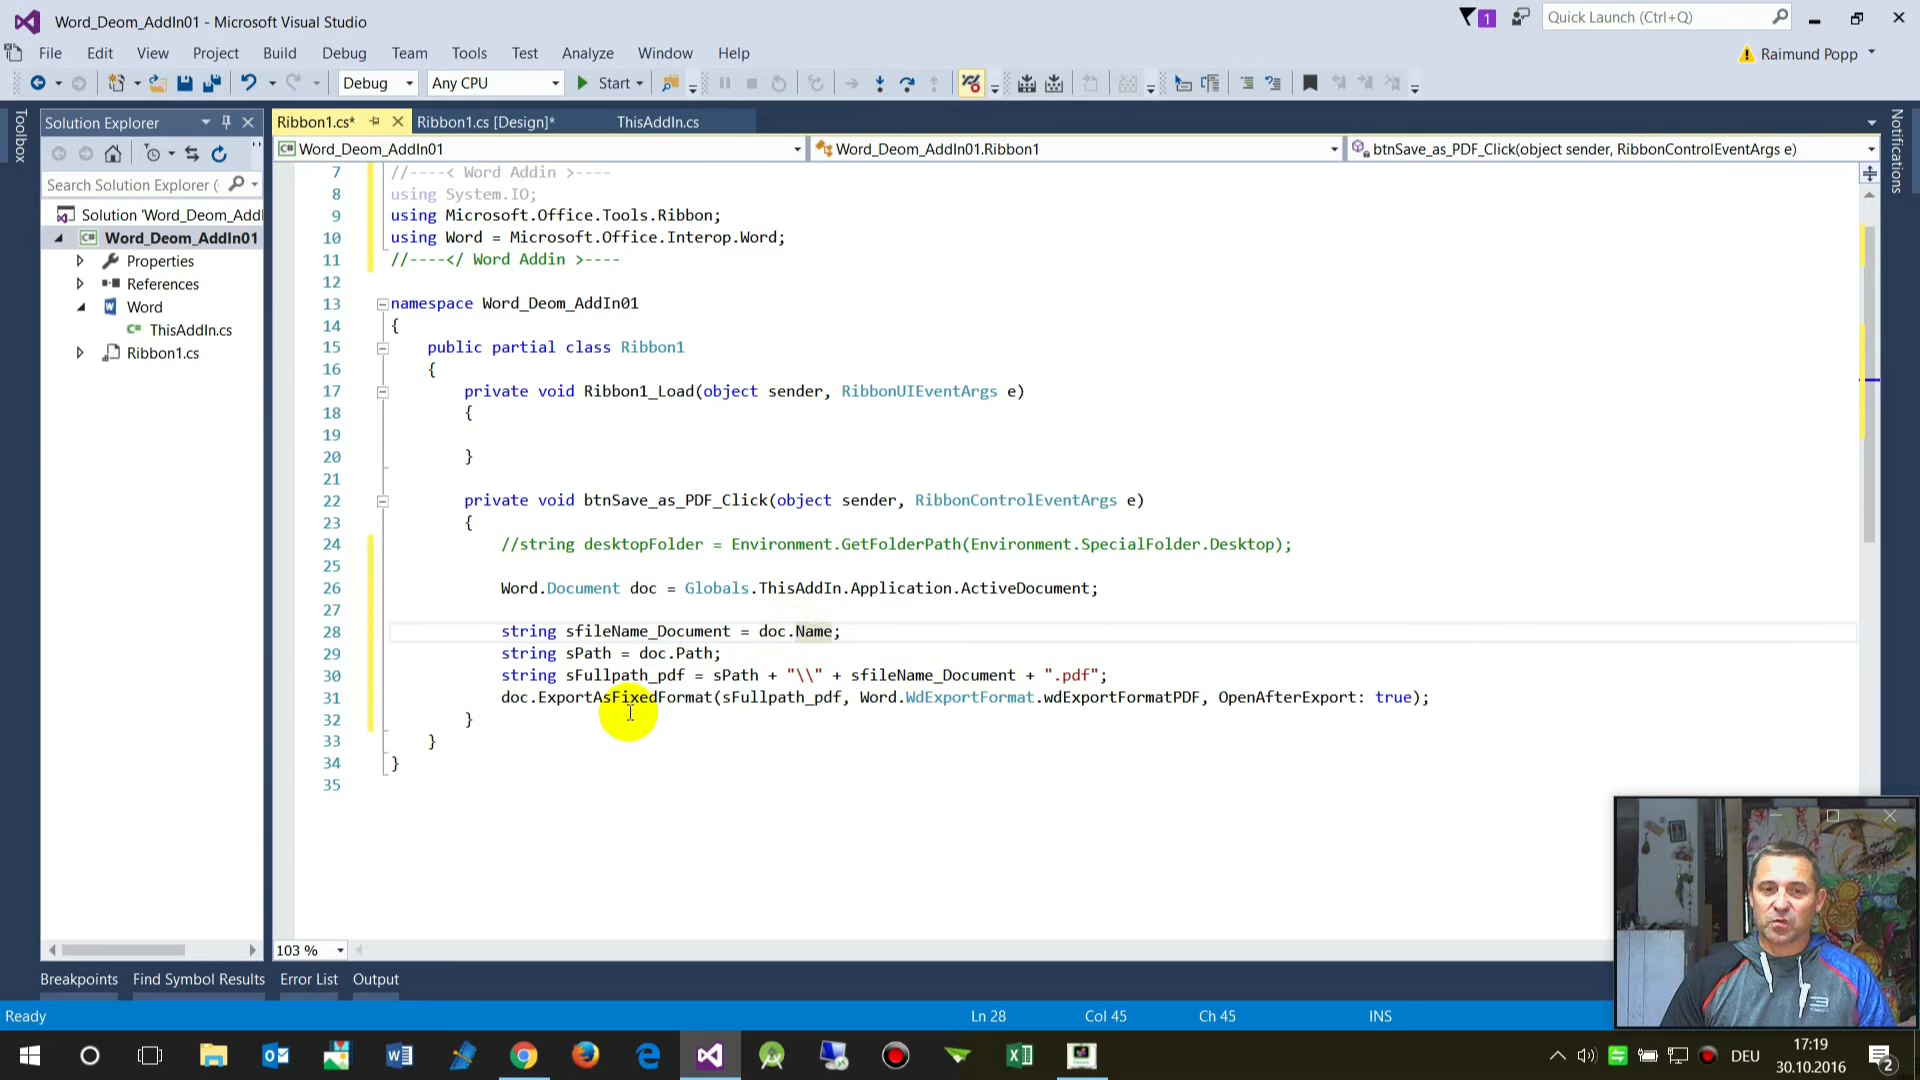 Word_Deom_AddIn01 - Microsoft Visual Studio
1
Quick Launch (Ctrl+Q)
File Edit View Project Build Debug Team Tools Test Analyze Window Help
Raimund Popp
Debug Any CPU Start
Toolbox
Solution Explorer
Search Solution Explorer (
Solution 'Word_Deom_Addl
Word_Deom_AddIn01
Properties
References
Word
ThisAddIn.cs
Ribbon1.cs
Ribbon1.cs* Ribbon1.cs [Design]* ThisAddIn.cs
Notifications
Word_Deom_AddIn01 Word_Deom_AddIn01.Ribbon1 btnSave_as_PDF_Click(object sender, RibbonControlEventArgs e)
7 //----< Word Addin >----
8 using System.IO;
9 using Microsoft.Office.Tools.Ribbon;
10 using Word = Microsoft.Office.Interop.Word;
11 //----</ Word Addin >----
12
13 namespace Word_Deom_AddIn01
14 {
15 public partial class Ribbon1
16 {
17 private void Ribbon1_Load(object sender, RibbonUIEventArgs e)
18 {
19
20 }
21
22 private void btnSave_as_PDF_Click(object sender, RibbonControlEventArgs e)
23 {
24 //string desktopFolder = Environment.GetFolderPath(Environment.SpecialFolder.Desktop);
25
26 Word.Document doc = Globals.ThisAddIn.Application.ActiveDocument;
27
28 string sfileName_Document = doc.Name;
29 string sPath = doc.Path;
30 string sFullpath_pdf = sPath + "\\" + sfileName_Document + ".pdf";
31 doc.ExportAsFixedFormat(sFullpath_pdf, Word.WdExportFormat.wdExportFormatPDF, OpenAfterExport: true);
32 }
33 }
34 }
35
103 %
Breakpoints Find Symbol Results Error List Output
Ready Ln 28 Col 45 Ch 45 INS
DEU
17:19
30.10.2016
2